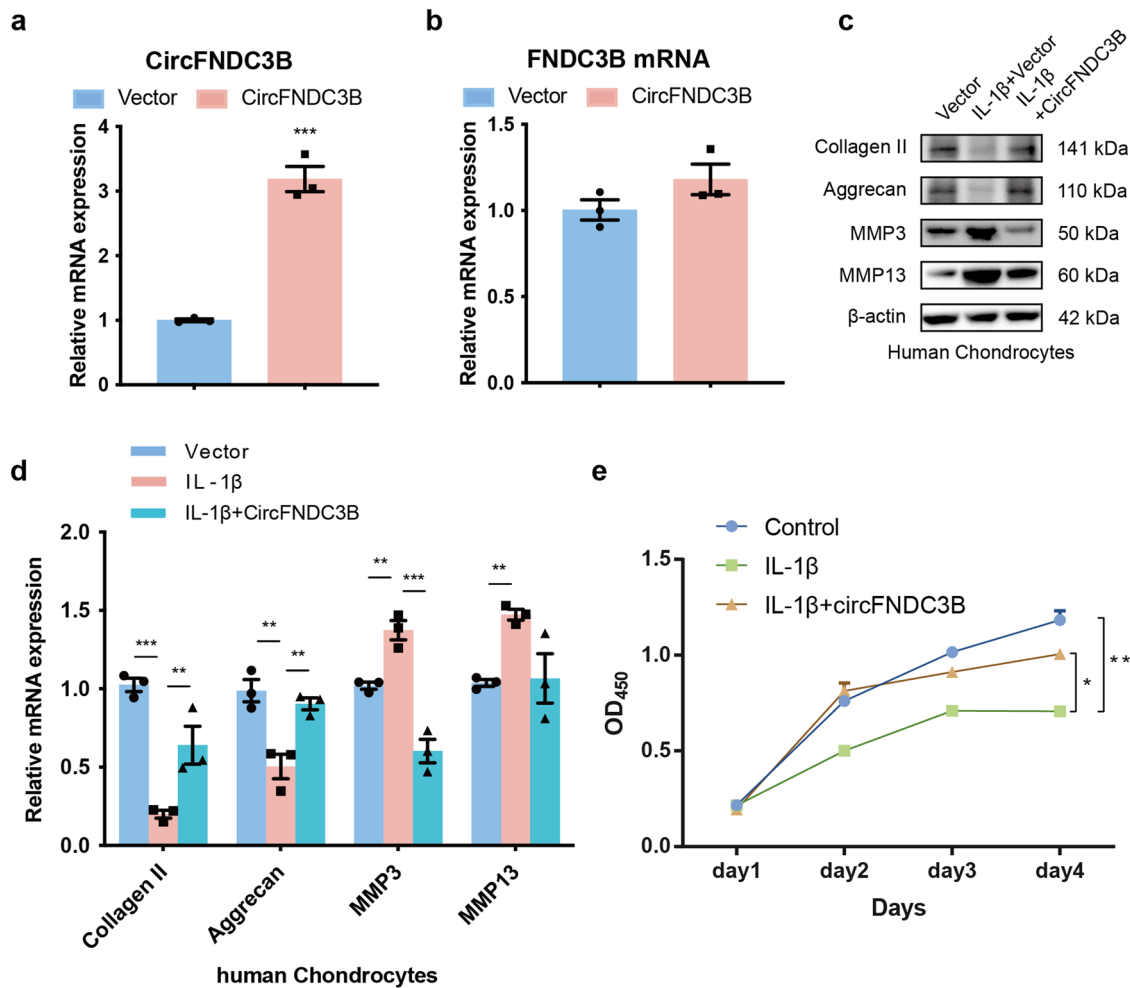 a
CircFNDC3B
Vector CircFNDC3B
***
Relative mRNA expression
4
3
2
1
0
b
FNDC3B mRNA
Vector CircFNDC3B
Relative mRNA expression
1.5
1.0
0.5
0.0
c
Vector
IL-1β+Vector
IL-1β
+CircFNDC3B
Collagen II 141 kDa
Aggrecan 110 kDa
MMP3 50 kDa
MMP13 60 kDa
β-actin 42 kDa
Human Chondrocytes
d
Vector
IL-1β
IL-1β+CircFNDC3B
Relative mRNA expression
2.0
1.5
1.0
0.5
0.0
*** ** ** ** ** *** **
Collagen II
Aggrecan
MMP3
MMP13
human Chondrocytes
e
Control
IL-1β
IL-1β+circFNDC3B
OD450
1.5
1.0
0.5
0.0
*
**
day1 day2 day3 day4
Days